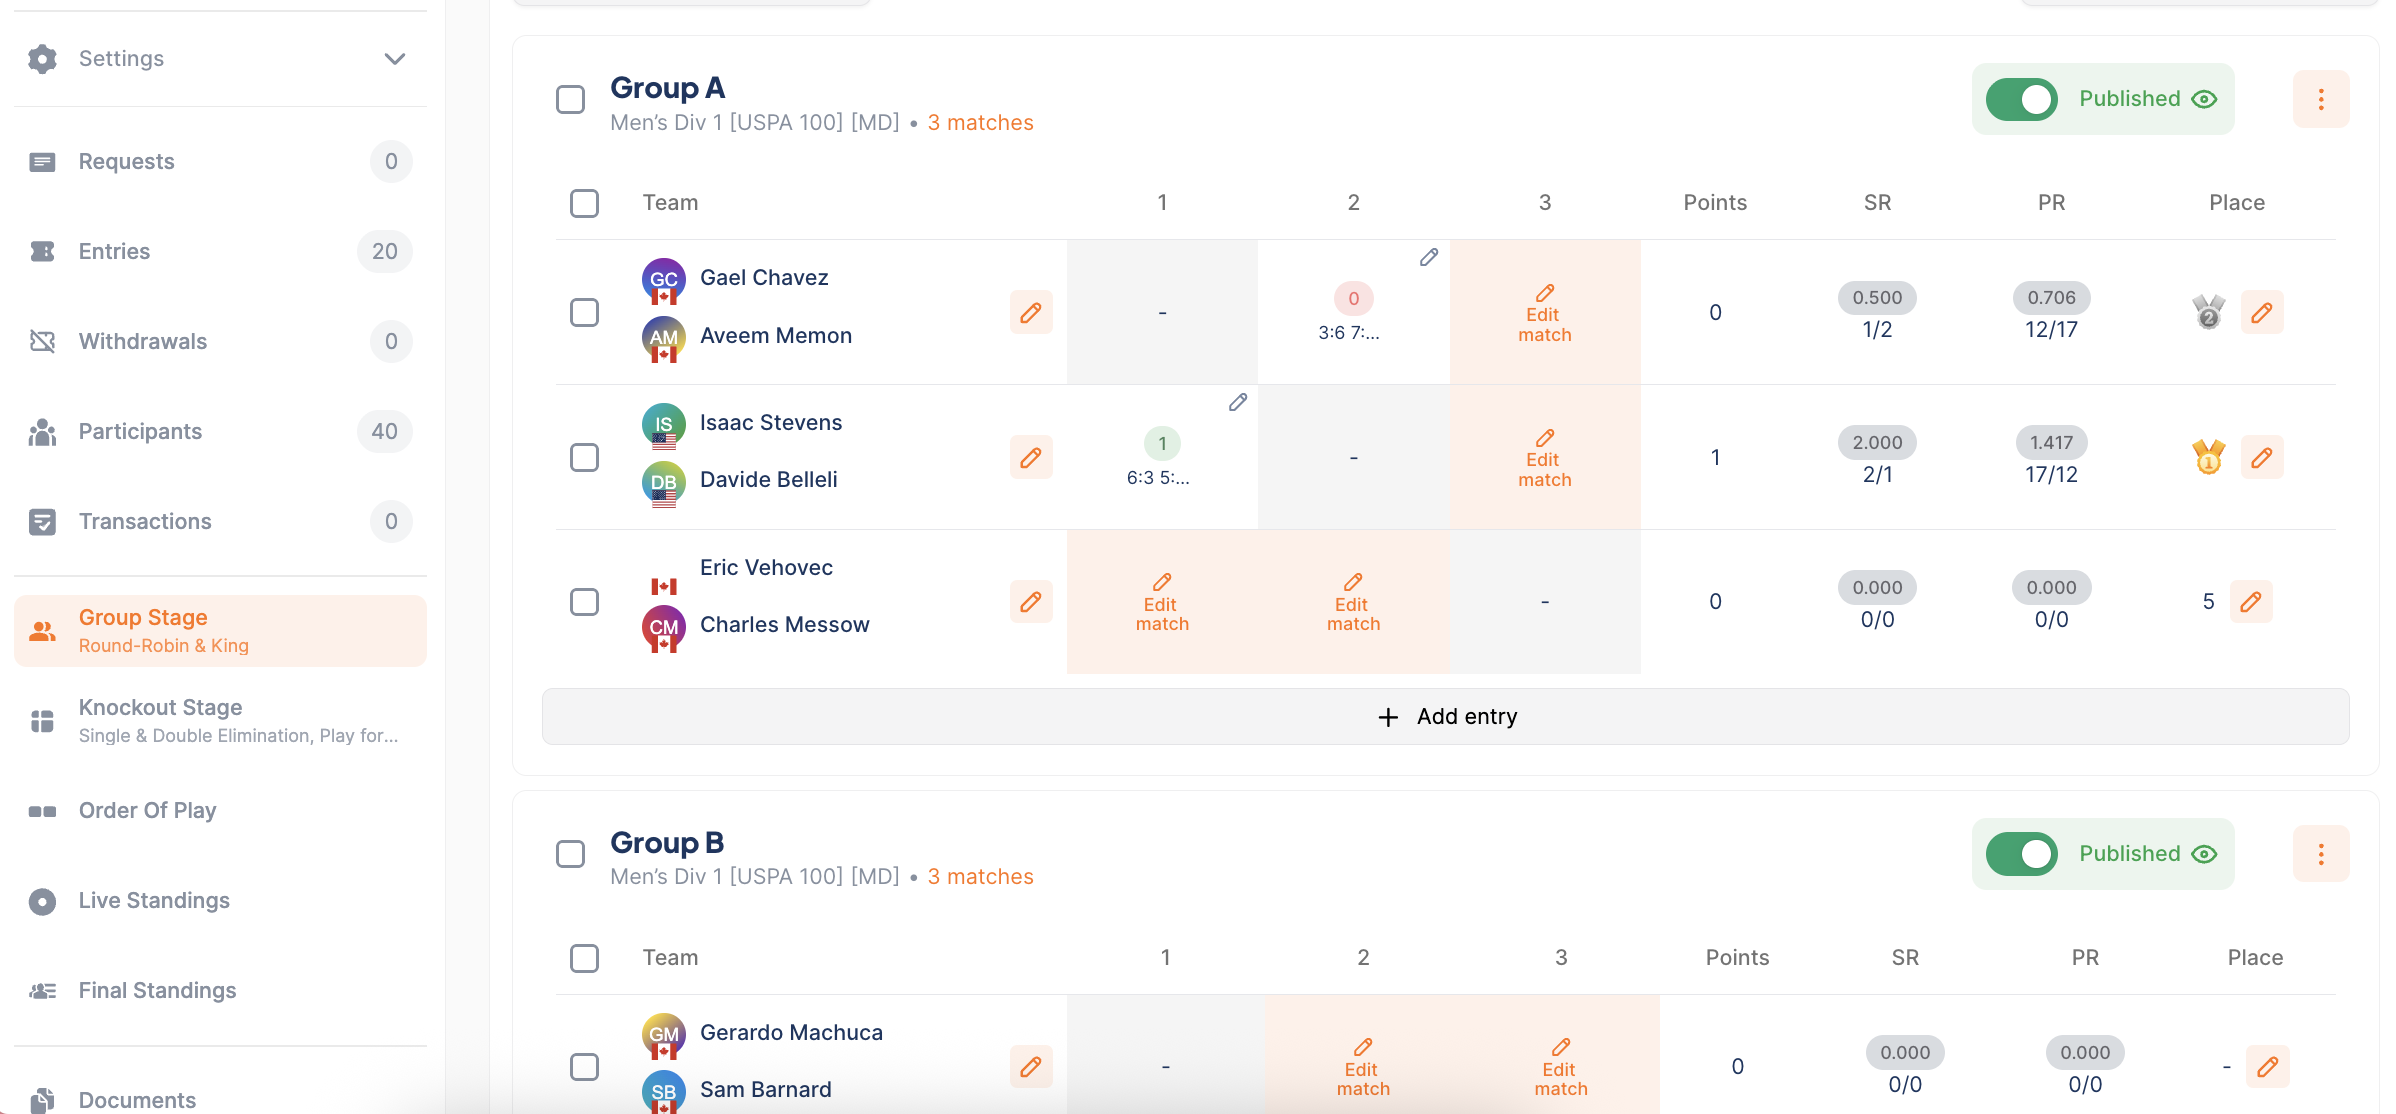 Settings
Requests 0
Entries 20
Withdrawals 0
Participants 40
Transactions 0
Group Stage
Round-Robin & King
Knockout Stage
Single & Double Elimination, Play for...
Order Of Play
Live Standings
Final Standings
Documents
Group A
Men's Div 1 [USPA 100] [MD] • 3 matches
Published
Team 1 2 3 Points SR PR Place
GC Gael Chavez
AM Aveem Memon
-
0
3:6 7:...
Edit
match
0
0.500
1/2
0.706
12/17
2
IS Isaac Stevens
DB Davide Belleli
1
6:3 5:...
-
Edit
match
1
2.000
2/1
1.417
17/12
1
Eric Vehovec
CM Charles Messow
Edit
match
Edit
match
-
0
0.000
0/0
0.000
0/0
5
+ Add entry
Group B
Men's Div 1 [USPA 100] [MD] • 3 matches
Published
Team 1 2 3 Points SR PR Place
GM Gerardo Machuca
SB Sam Barnard
-
Edit
match
Edit
match
0
0.000
0/0
0.000
0/0
-